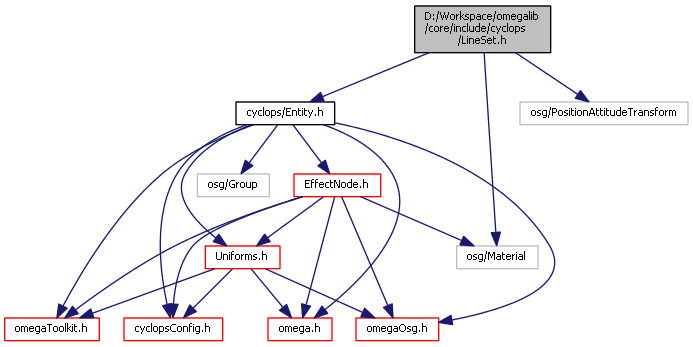 D:/Workspace/omegalib
/core/include/cyclops
/LineSet.h
cyclops/Entity.h
osg/PositionAttitudeTransform
osg/Group
EffectNode.h
Uniforms.h
osg/Material
omegaToolkit.h
cyclopsConfig.h
omega.h
omegaOsg.h